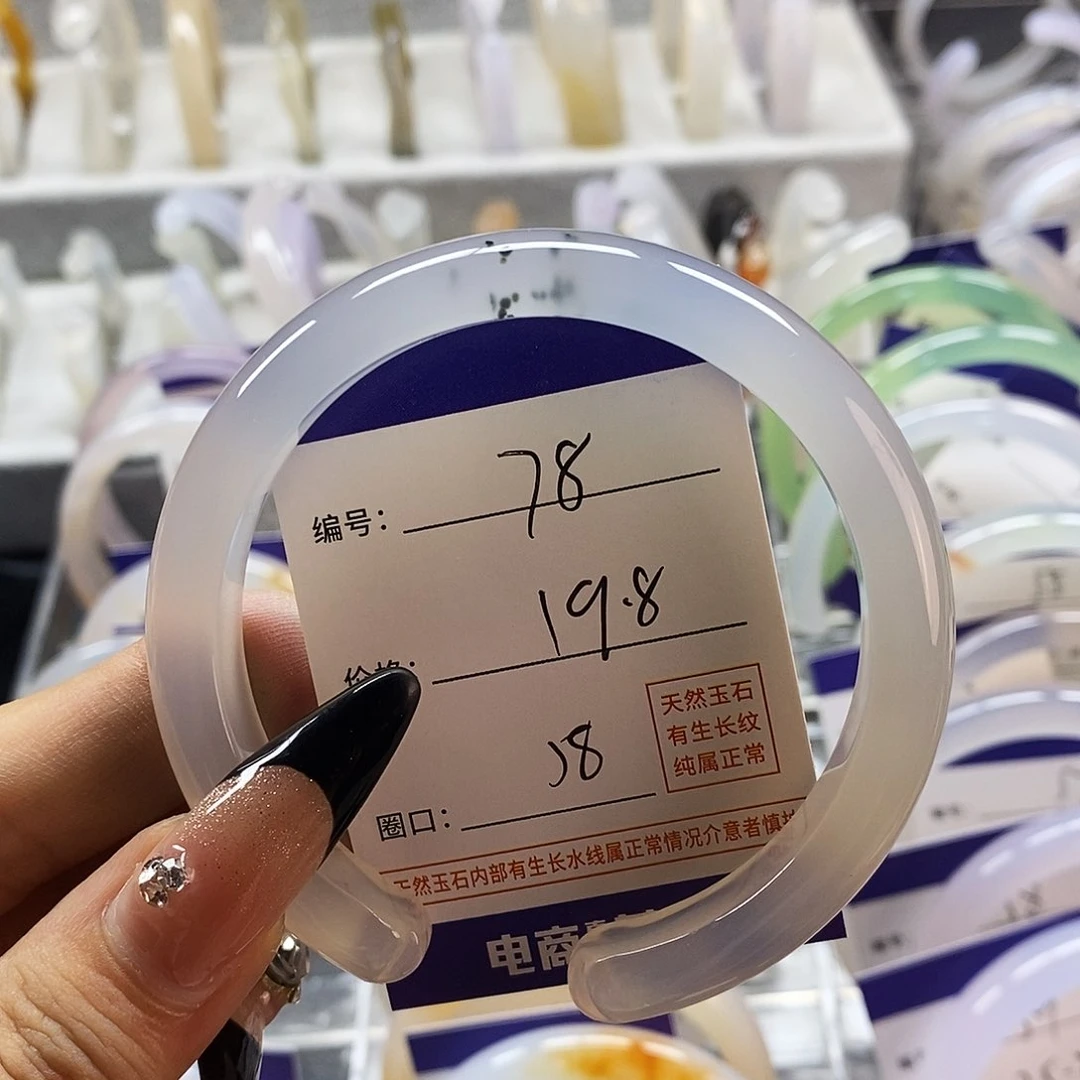 编号: 78
价格: 19.8
圈口: 58
天然玉石
有生长纹
纯属正常
天然玉石内部有生长水线属正常情况介意者慎
电商